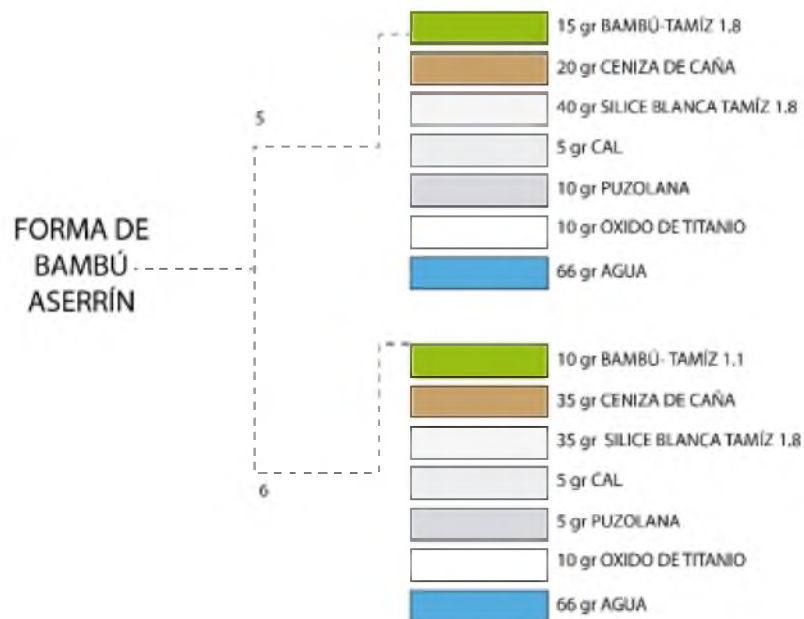 FORMA DE
BAMBÚ
ASERRÍN
5
15 gr BAMBÚ-TAMÍZ 1.8
20 gr CENIZA DE CAÑA
40 gr SILICE BLANCA TAMÍZ 1.8
5 gr CAL
10 gr PUZOLANA
10 gr OXIDO DE TITANIO
66 gr AGUA
6
10 gr BAMBÚ- TAMÍZ 1.1
35 gr CENIZA DE CAÑA
35 gr SILICE BLANCA TAMÍZ 1.8
5 gr CAL
5 gr PUZOLANA
10 gr OXIDO DE TITANIO
66 gr AGUA